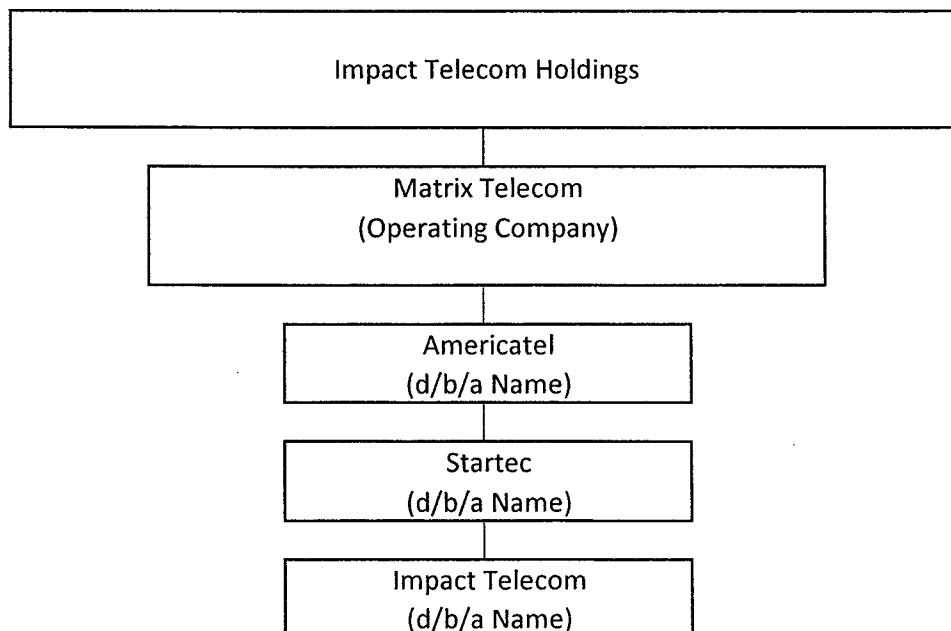 Impact Telecom Holdings
Matrix Telecom
(Operating Company)
Americatel
(d/b/a Name)
Startec
(d/b/a Name)
Impact Telecom
(d/b/a Name)